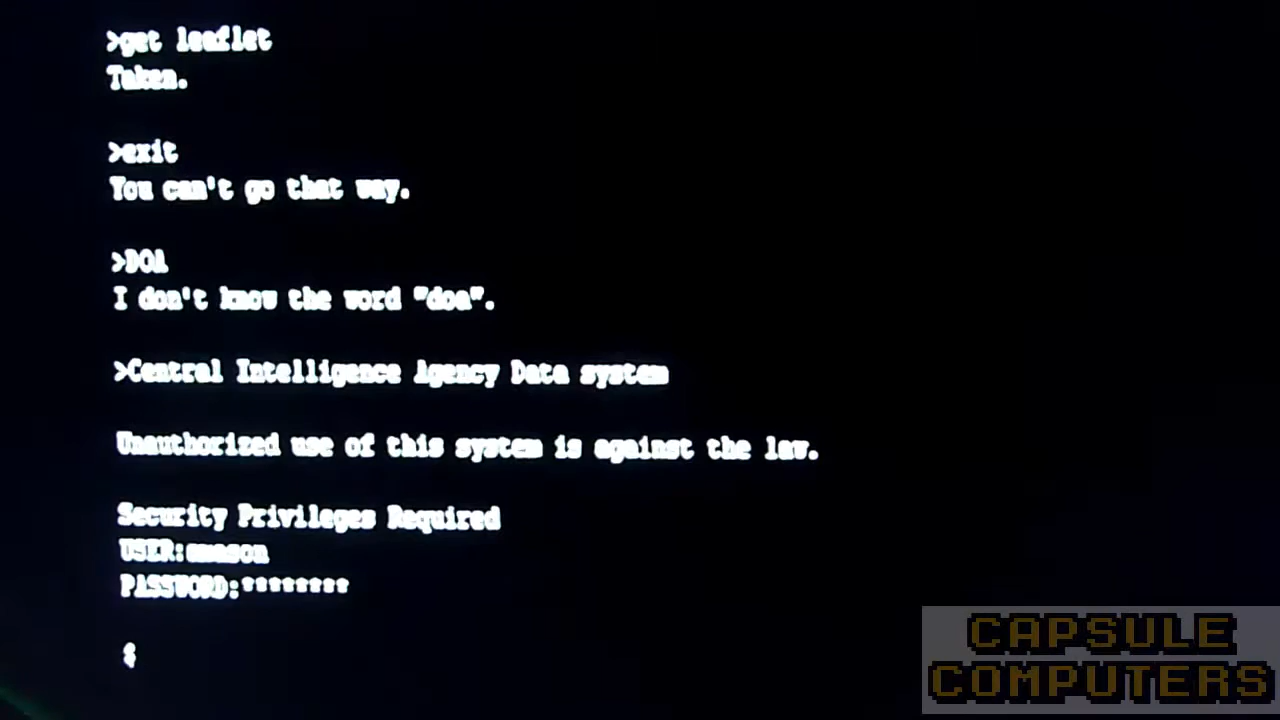 >get leaflet
Taken.
>exit
You can't go that way.
>DOA
I don't know the word "doa".
>Central Intelligence Agency Data system
Unauthorized use of this system is against the law.
Security Privileges Required
USER:amason
PASSWORD:********
$
CAPSULE
COMPUTERS